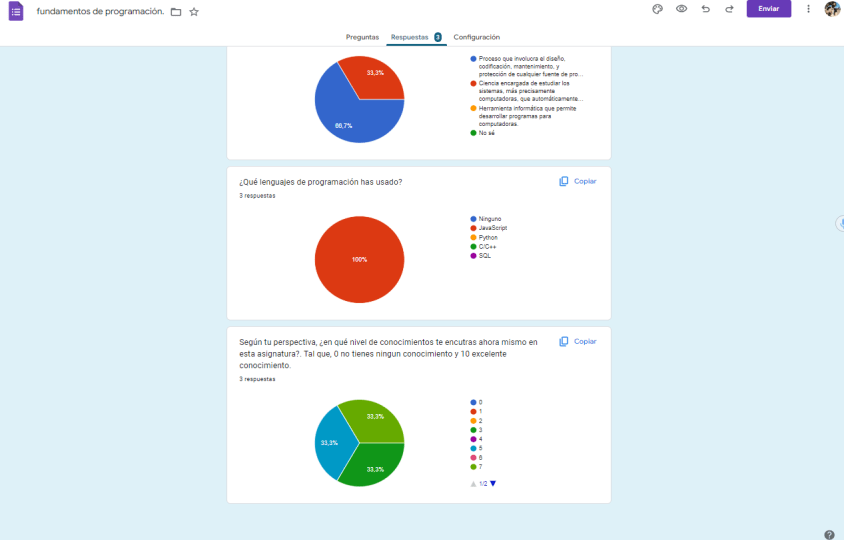 fundamentos de programación.
Enviar
Preguntas Respuestas 3 Configuración
33,3%
66,7%
Proceso que involucra el diseño,
codificación, mantenimiento, y
protección de cualquier fuente de pro...
Ciencia encargada de estudiar los
sistemas, más precisamente
computadoras, que automáticamente...
Herramienta informática que permite
desarrollar programas para
computadoras.
No sé
¿Qué lenguajes de programación has usado?
Copiar
3 respuestas
100%
Ninguno
JavaScript
Python
C/C++
SQL
Según tu perspectiva, ¿en qué nivel de conocimientos te encutras ahora mismo en
esta asignatura?. Tal que, 0 no tienes ningun conocimiento y 10 excelente
conocimiento.
Copiar
3 respuestas
33,3%
33,3%
33,3%
0
1
2
3
4
5
6
7
1/2